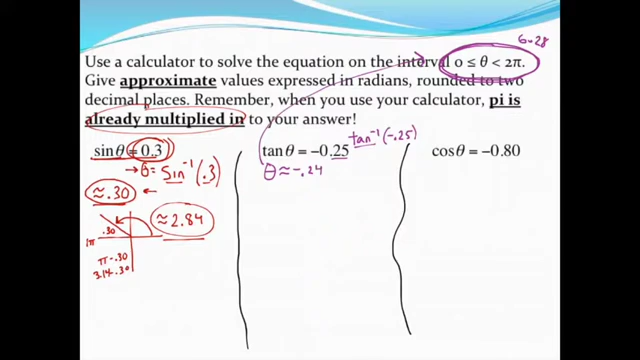 6.28
Use a calculator to solve the equation on the interval 0 ≤ θ < 2π.
Give approximate values expressed in radians, rounded to two
decimal places. Remember, when you use your calculator, pi is
already multiplied in to your answer!
sinθ = 0.3
→ θ = sin⁻¹(.3)
≈ .30 ←
≈ 2.84
.30
1π
π - .30
3.14 - .30
tanθ = −0.25
tan⁻¹(-.25)
θ ≈ -.24
cosθ = −0.80